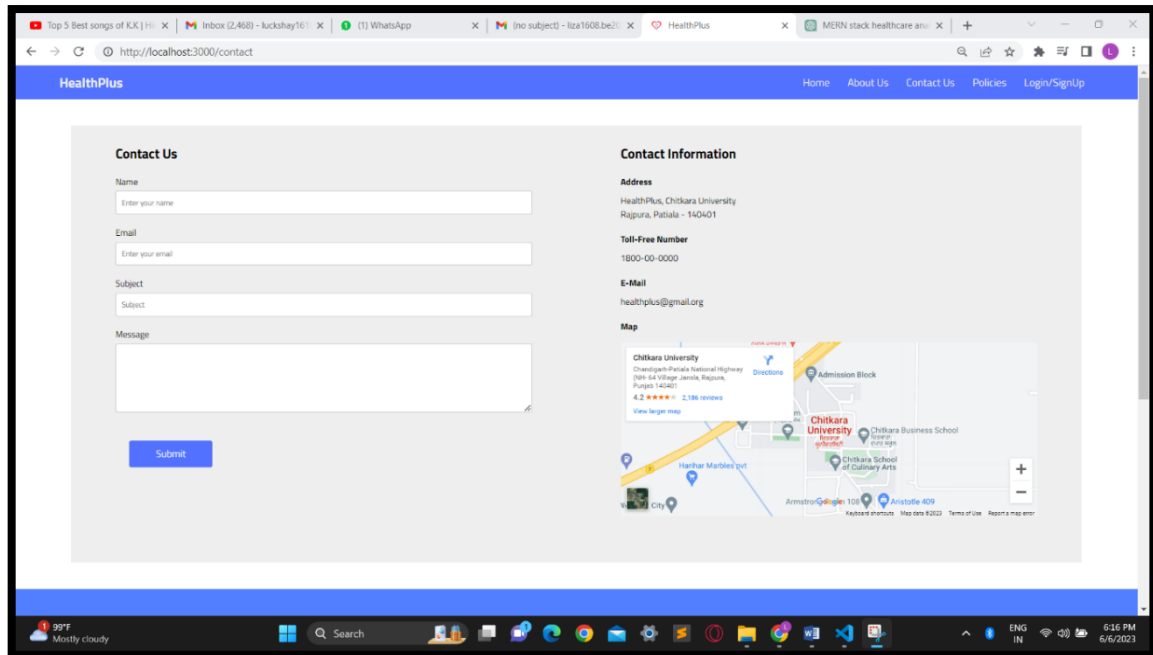 Top 5 Best songs of K.K | Hi
Inbox (2,468) - luckshay161
(1) WhatsApp
(no subject) - liza1608.be20
HealthPlus
MERN stack healthcare ana
http://localhost:3000/contact
L
HealthPlus
Home About Us Contact Us Policies Login/SignUp
Contact Us
Name
Enter your name
Email
Enter your email
Subject
Subject
Message
Submit
Contact Information
Address
HealthPlus, Chitkara University
Rajpura, Patiala - 140401
Toll-Free Number
1800-00-0000
E-Mail
healthplus@gmail.org
Map
Chitkara University
Chandigarh-Patiala National Highway
(NH- 64 Village Jansla, Rajpura,
Punjab 140401
4.2 2,186 reviews
View larger map
Directions
Admission Block
Chitkara
University
Chitkara Business School
Chitkara School
of Culinary Arts
Harihar Marbles pvt
City
108
Aristotle 409
Google
Keyboard shortcuts Map data ©2023 Terms of Use Report a map error
1
99°F
Mostly cloudy
Search
ENG
IN
6:16 PM
6/6/2023